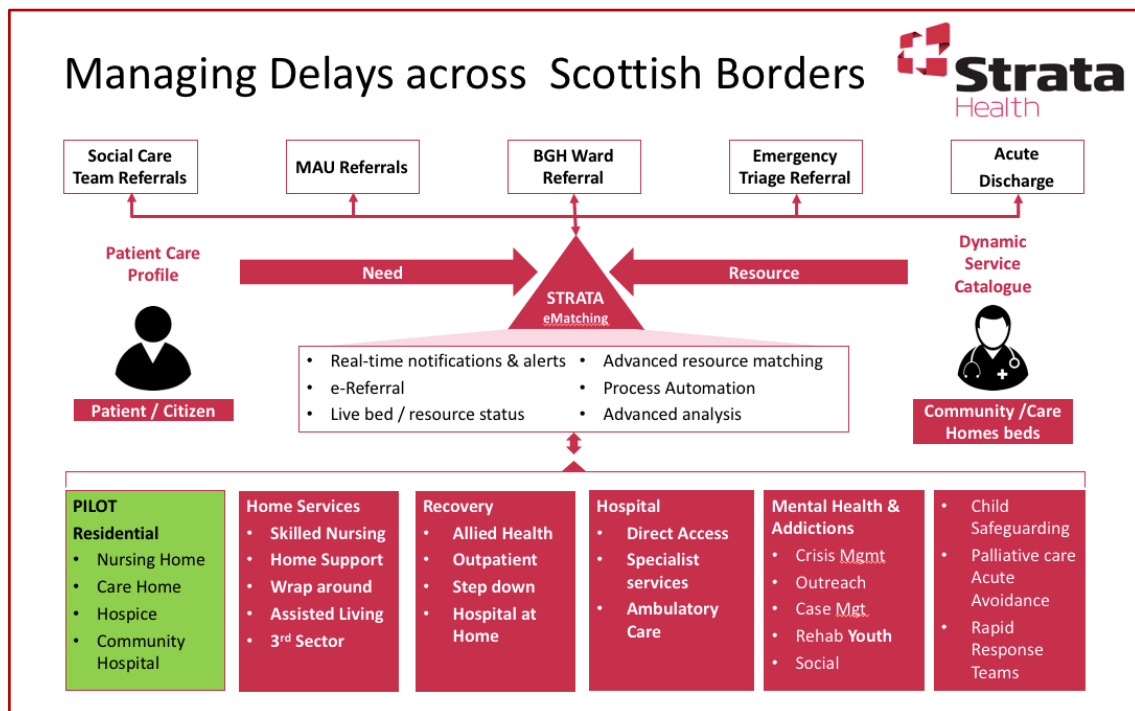 Managing Delays across Scottish Borders
Strata
Health
Social Care
Team Referrals
MAU Referrals
BGH Ward
Referral
Emergency
Triage Referral
Acute
Discharge
Patient Care
Profile
Need
Resource
Dynamic
Service
Catalogue
STRATA
eMatching
• Real-time notifications & alerts
• e-Referral
• Live bed / resource status
• Advanced resource matching
• Process Automation
• Advanced analysis
Patient / Citizen
Community /Care
Homes beds
PILOT
Residential
• Nursing Home
• Care Home
• Hospice
• Community
Hospital
Home Services
• Skilled Nursing
• Home Support
• Wrap around
• Assisted Living
• 3rd Sector
Recovery
• Allied Health
• Outpatient
• Step down
• Hospital at
Home
Hospital
• Direct Access
• Specialist
services
• Ambulatory
Care
Mental Health &
Addictions
• Crisis Mgmt
• Outreach
• Case Mgt
• Rehab Youth
• Social
• Child
Safeguarding
• Palliative care
Acute
Avoidance
• Rapid
Response
Teams